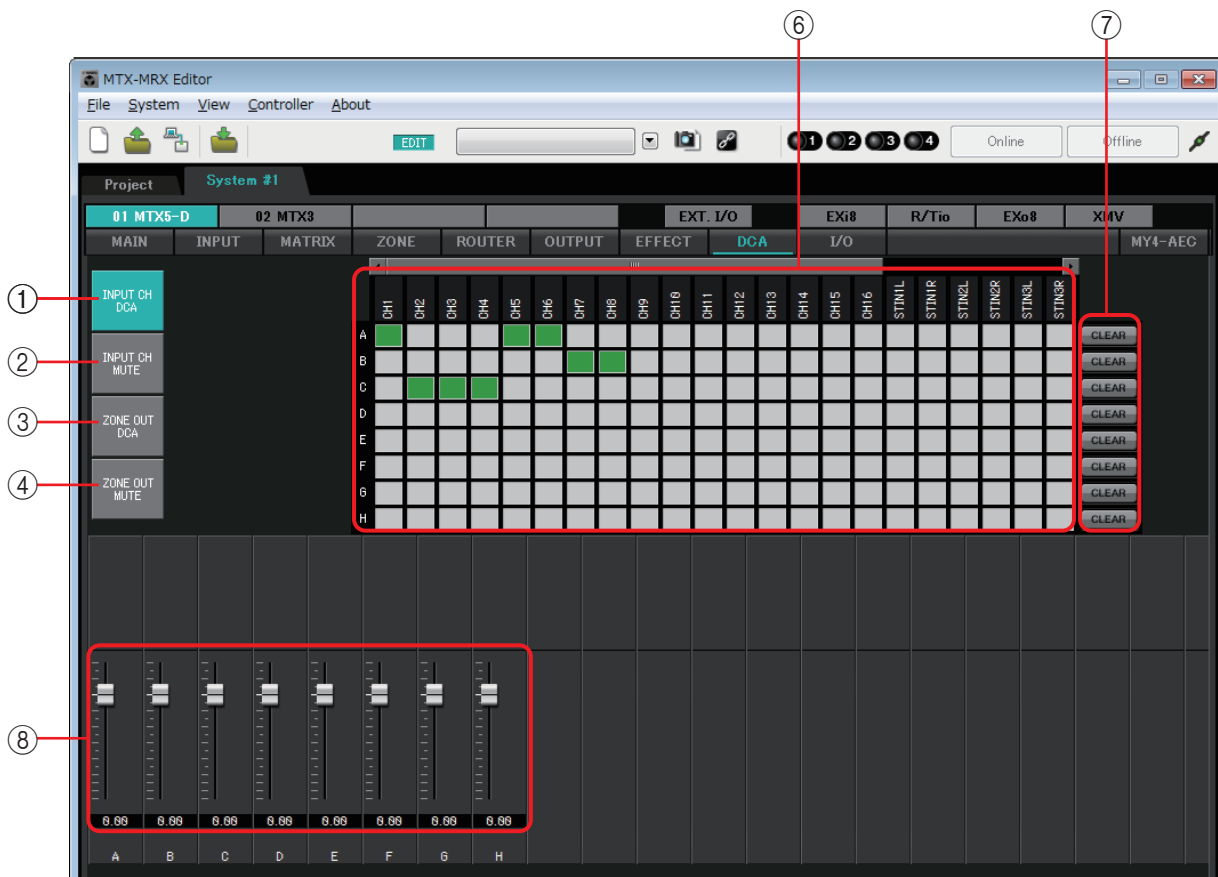 ⑥ ⑦
MTX-MRX Editor
File System View Controller About
EDIT 1 2 3 4 Online Offline
Project System #1
01 MTX5-D 02 MTX3 EXT. I/O EXi8 R/Tio EXo8 XMV
MAIN INPUT MATRIX ZONE ROUTER OUTPUT EFFECT DCA I/O MY4-AEC
CH1 CH2 CH3 CH4 CH5 CH6 CH7 CH8 CH9 CH10 CH11 CH12 CH13 CH14 CH15 CH16 STIN1L STIN1R STIN2L STIN2R STIN3L STIN3R
① INPUT CH
DCA
② INPUT CH
MUTE
③ ZONE OUT
DCA
④ ZONE OUT
MUTE
A CLEAR
B CLEAR
C CLEAR
D CLEAR
E CLEAR
F CLEAR
G CLEAR
H CLEAR
⑧
0.00 0.00 0.00 0.00 0.00 0.00 0.00 0.00
A B C D E F G H